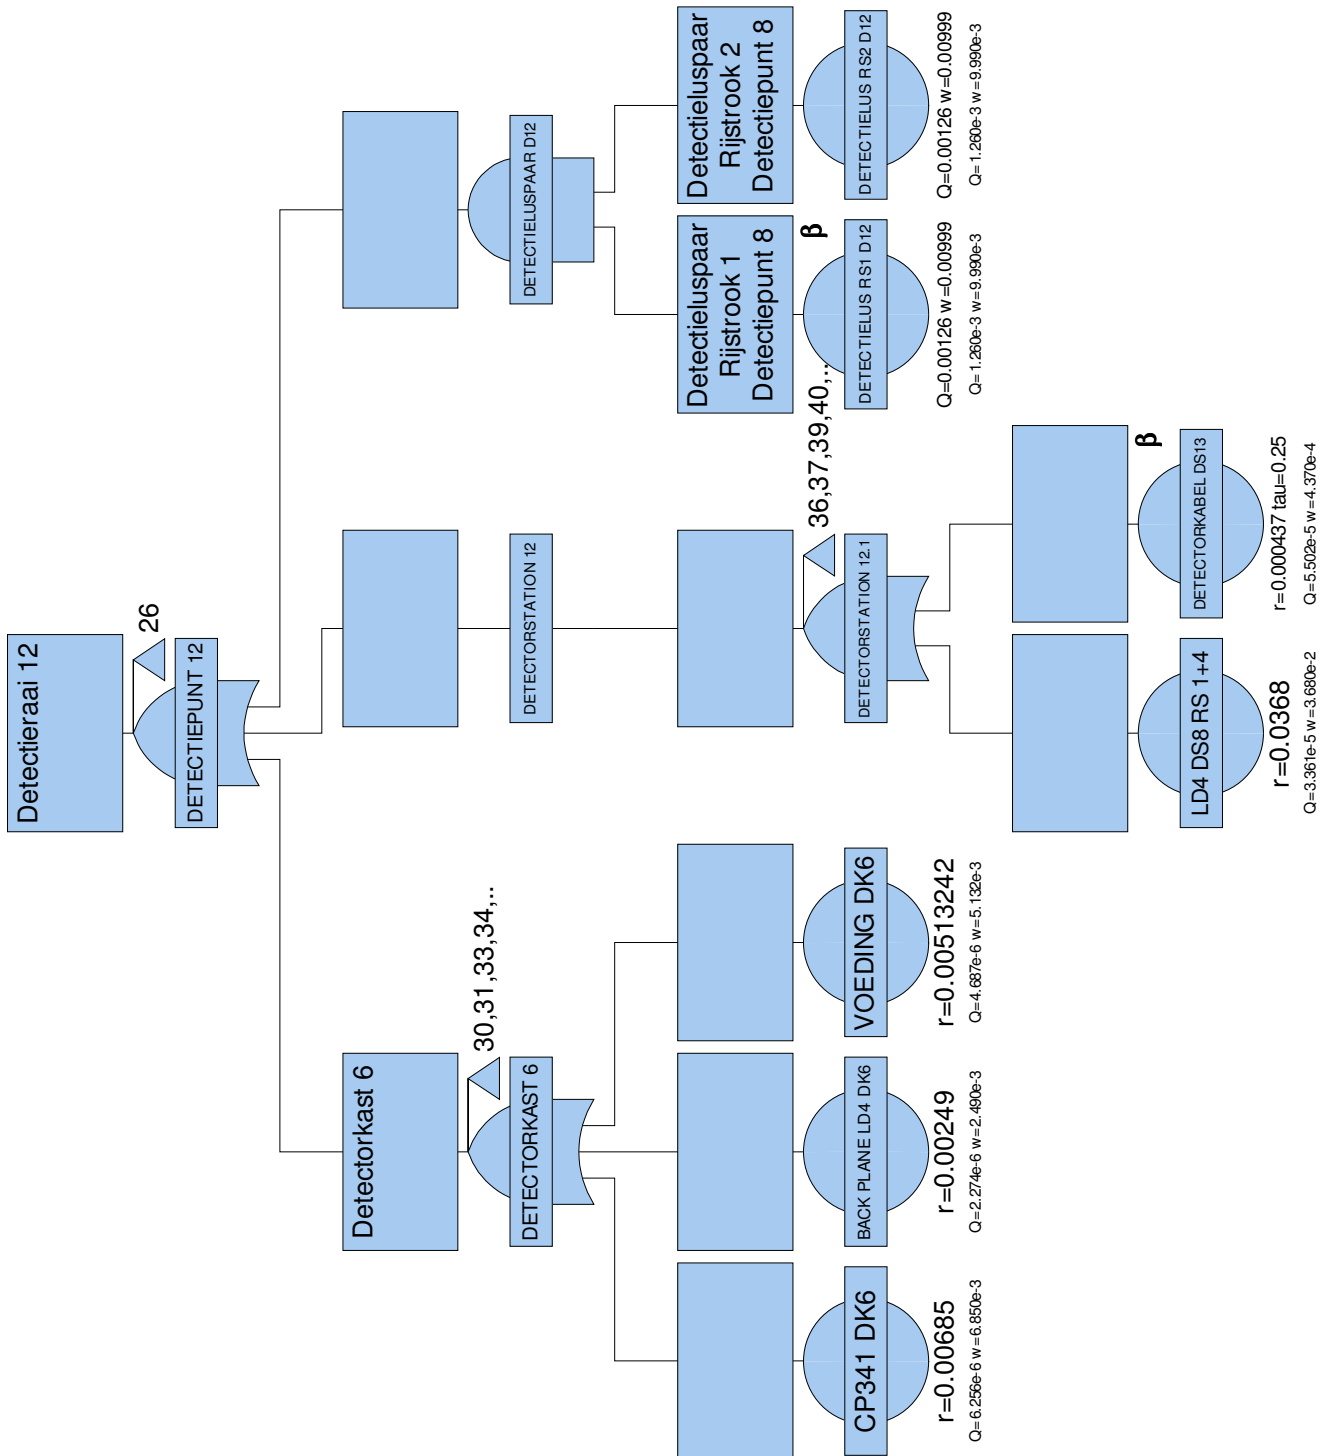 Detectieraai 12
26
DETECTIEPUNT 12
Detectorkast 6
30,31,33,34,..
DETECTORKAST 6
DETECTORSTATION 12
DETECTIELUSPAAR D12
CP341 DK6
r=0.00685
Q=6.256e-6 w=6.850e-3
BACK PLANE LD4 DK6
r=0.00249
Q=2.274e-6 w=2.490e-3
VOEDING DK6
r=0.00513242
Q=4.687e-6 w=5.132e-3
36,37,39,40,..
DETECTORSTATION 12.1
Detectieluspaar
Rijstrook 1
Detectiepunt 8
β
DETECTIELUS RS1 D12
Q=0.00126 w=0.00999
Q=1.260e-3 w=9.990e-3
Detectieluspaar
Rijstrook 2
Detectiepunt 8
DETECTIELUS RS2 D12
Q=0.00126 w=0.00999
Q=1.260e-3 w=9.990e-3
LD4 DS8 RS 1+4
r=0.0368
Q=3.361e-5 w=3.680e-2
β
DETECTORKABEL DS13
r=0.000437 tau=0.25
Q=5.502e-5 w=4.370e-4